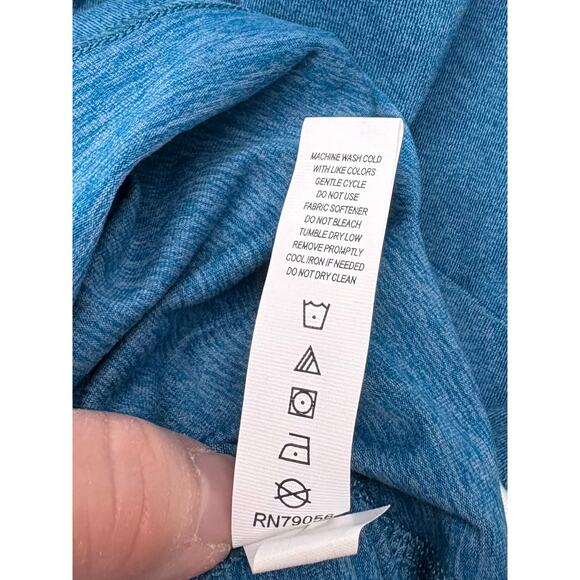 MACHINE WASH COLD
WITH LIKE COLORS
GENTLE CYCLE
DO NOT USE
FABRIC SOFTENER
DO NOT BLEACH
TUMBLE DRY LOW
REMOVE PROMPTLY
COOL IRON IF NEEDED
DO NOT DRY CLEAN
RN79056